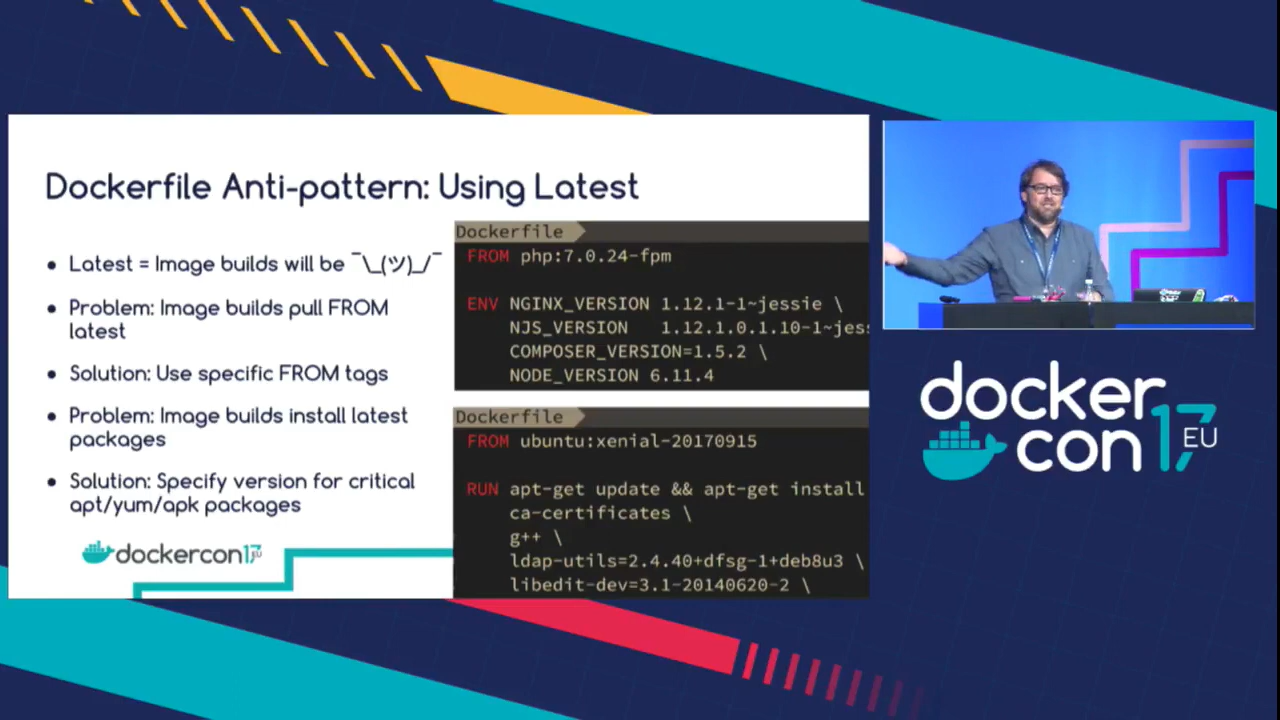 Dockerfile Anti-pattern: Using Latest
• Latest = Image builds will be ¯\_(ツ)_/¯
• Problem: Image builds pull FROM
latest
• Solution: Use specific FROM tags
• Problem: Image builds install latest
packages
• Solution: Specify version for critical
apt/yum/apk packages
dockercon17 EU
Dockerfile
FROM php:7.0.24-fpm
ENV NGINX_VERSION 1.12.1-1~jessie \
NJS_VERSION 1.12.1.0.1.10-1~jes
COMPOSER_VERSION=1.5.2 \
NODE_VERSION 6.11.4
Dockerfile
FROM ubuntu:xenial-20170915
RUN apt-get update && apt-get install
ca-certificates \
g++ \
ldap-utils=2.4.40+dfsg-1+deb8u3 \
libedit-dev=3.1-20140620-2 \
docker
con 17 EU